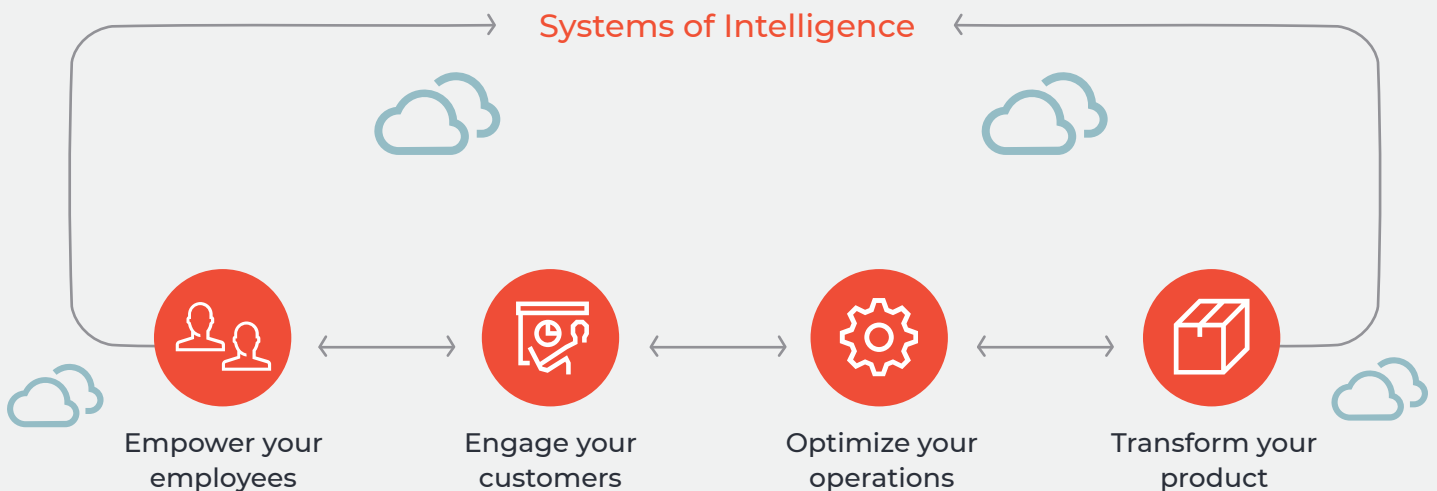 Systems of Intelligence
Empower your
employees
Engage your
customers
Optimize your
operations
Transform your
product